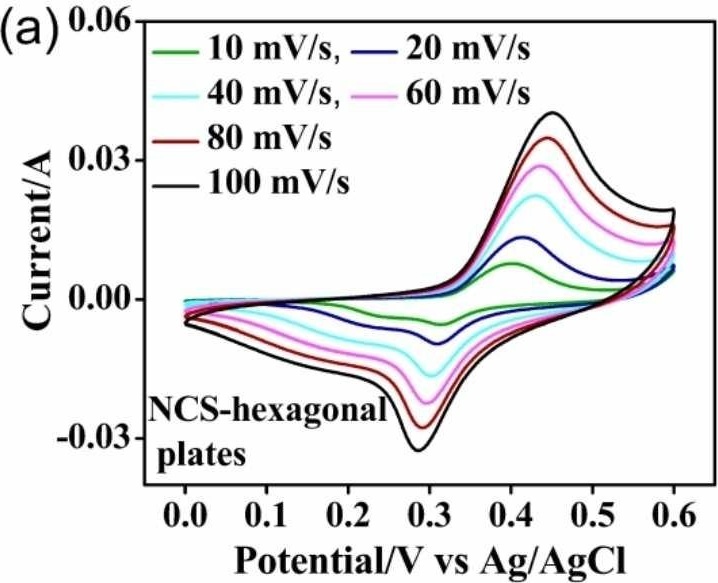 (a)
0.06
0.03
0.00
-0.03
Current/A
10 mV/s, 20 mV/s
40 mV/s, 60 mV/s
80 mV/s
100 mV/s
NCS-hexagonal
plates
0.0 0.1 0.2 0.3 0.4 0.5 0.6
Potential/V vs Ag/AgCl